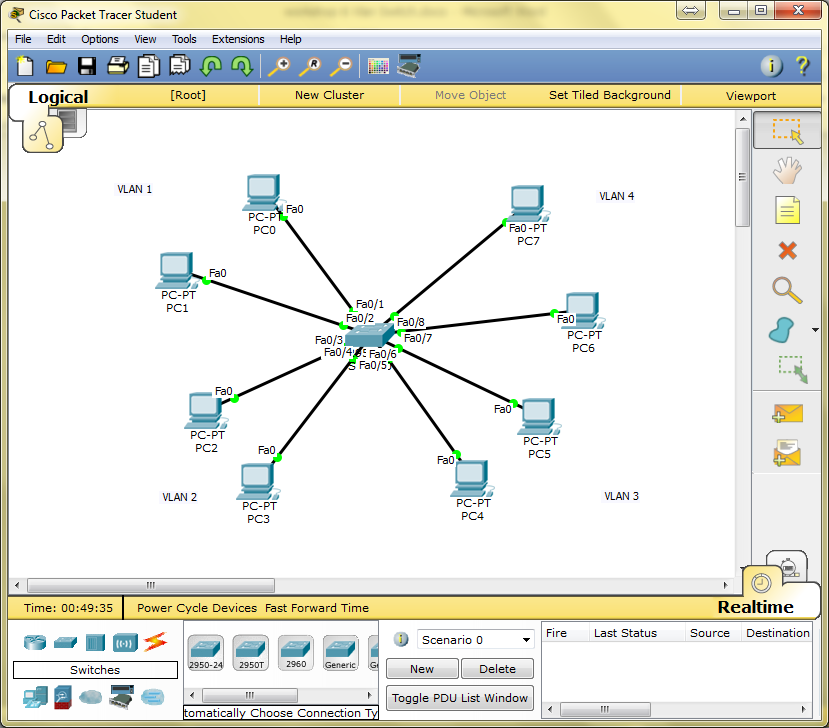 Cisco Packet Tracer Student
File Edit Options View Tools Extensions Help
Logical [Root] New Cluster Move Object Set Tiled Background Viewport
VLAN 1
VLAN 4
Fa0
PC-PT
PC0
Fa0
-PT
PC7
Fa0
PC-PT
PC1
Fa0/1
Fa0/2
Fa0/8
Fa0/7
Fa0/3
Fa0/4
Fa0/6
Fa0/5
Fa0
PC-PT
PC6
Fa0
PC-PT
PC2
Fa0
PC-PT
PC5
Fa0
PC-PT
PC3
Fa0
PC-PT
PC4
VLAN 2
VLAN 3
Realtime
Time: 00:49:35 Power Cycle Devices Fast Forward Time
Switches
2950-24 2950T 2960 Generic
tomatically Choose Connection Ty
Scenario 0
New Delete
Toggle PDU List Window
Fire Last Status Source Destination